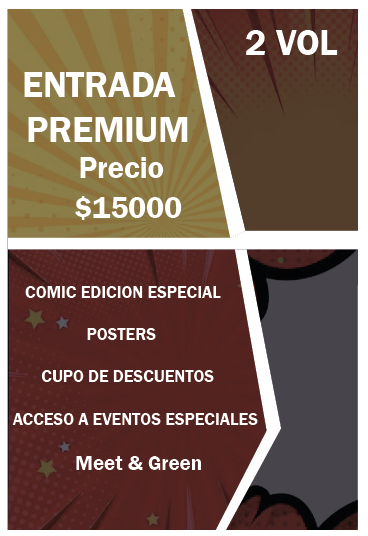 2 VOL
ENTRADA
PREMIUM
Precio
$15000
COMIC EDICION ESPECIAL
POSTERS
CUPO DE DESCUENTOS
ACCESO A EVENTOS ESPECIALES
Meet & Green